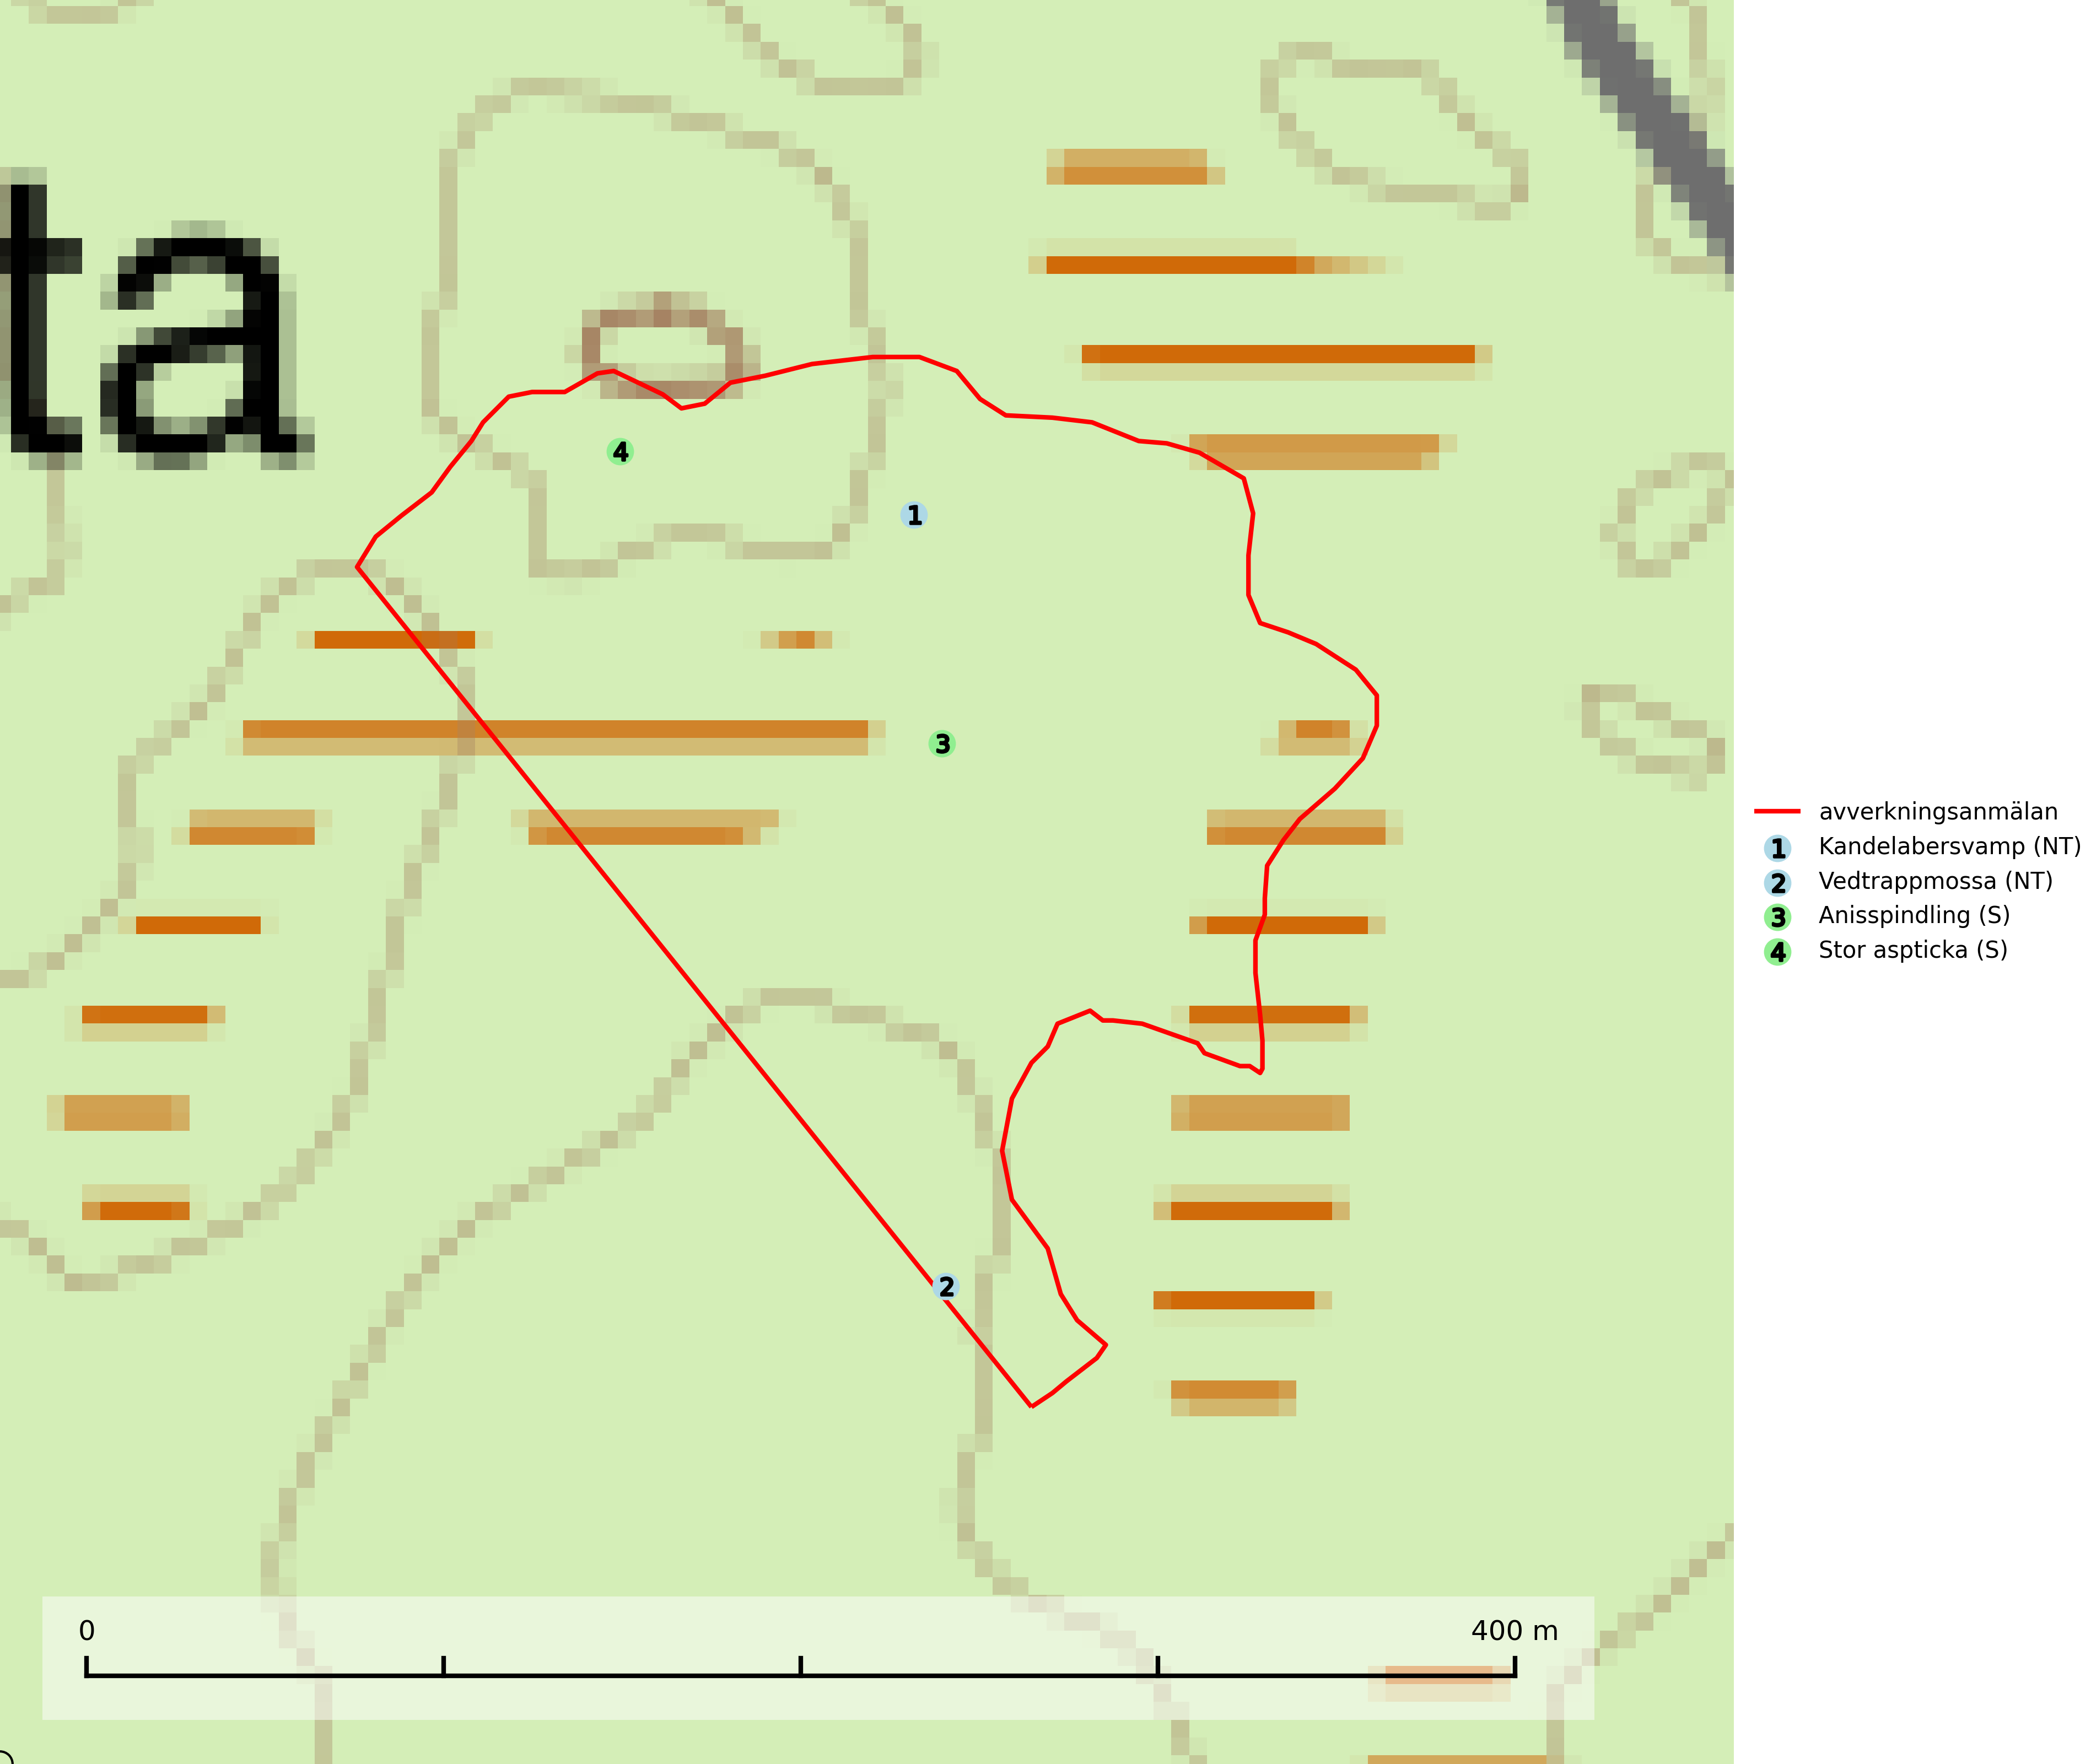 ta
4
1
3
2
avverkningsanmälan
1 Kandelabersvamp (NT)
2 Vedtrappmossa (NT)
3 Anisspindling (S)
4 Stor aspticka (S)
0 400 m